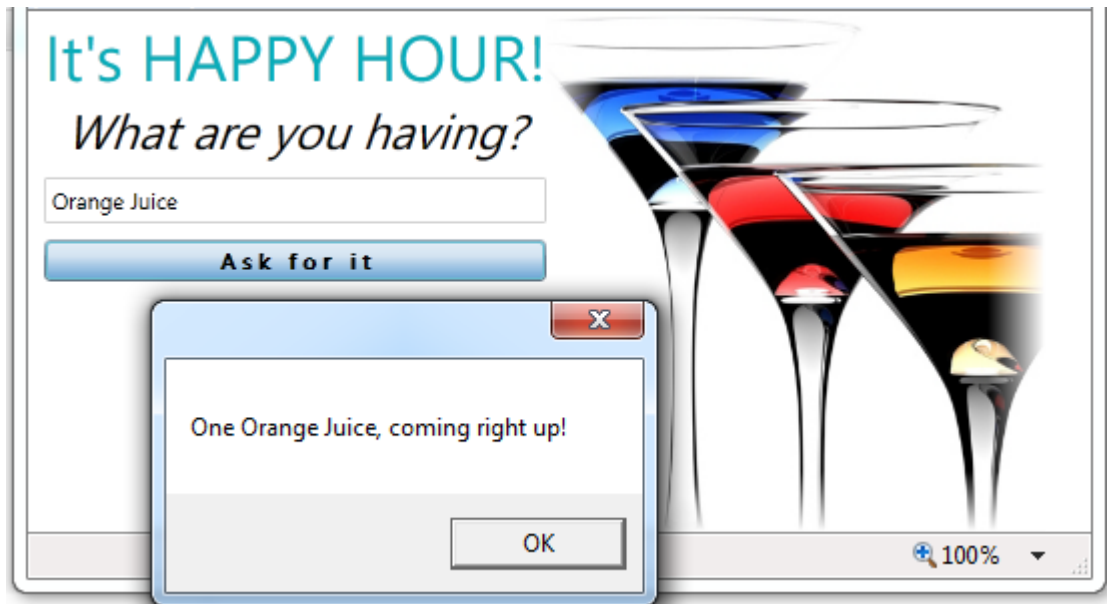 It's HAPPY HOUR!
What are you having?
Orange Juice
Ask for it
One Orange Juice, coming right up!
OK
100%